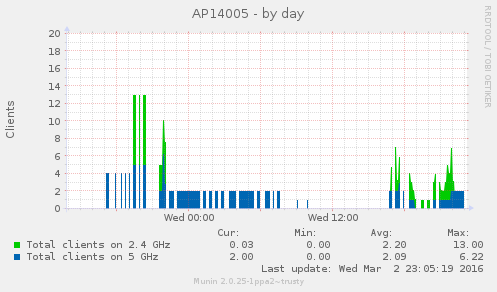 AP14005 - by day
RRDTOOL / TOBI OETIKER
Clients
20
18
16
14
12
10
8
6
4
2
0
Wed 00:00 Wed 12:00
Cur: Min: Avg: Max:
Total clients on 2.4 GHz 0.03 0.00 2.20 13.00
Total clients on 5 GHz 2.00 0.00 2.09 6.22
Last update: Wed Mar 2 23:05:19 2016
Munin 2.0.25-1ppa2~trusty